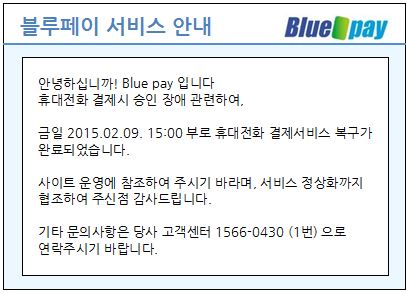 블루페이 서비스 안내
Blue pay
안녕하십니까! Blue pay 입니다
휴대전화 결제시 승인 장애 관련하여,
금일 2015.02.09. 15:00 부로 휴대전화 결제서비스 복구가
완료되었습니다.
사이트 운영에 참조하여 주시기 바라며, 서비스 정상화까지
협조하여 주신점 감사드립니다.
기타 문의사항은 당사 고객센터 1566-0430 (1번) 으로
연락주시기 바랍니다.